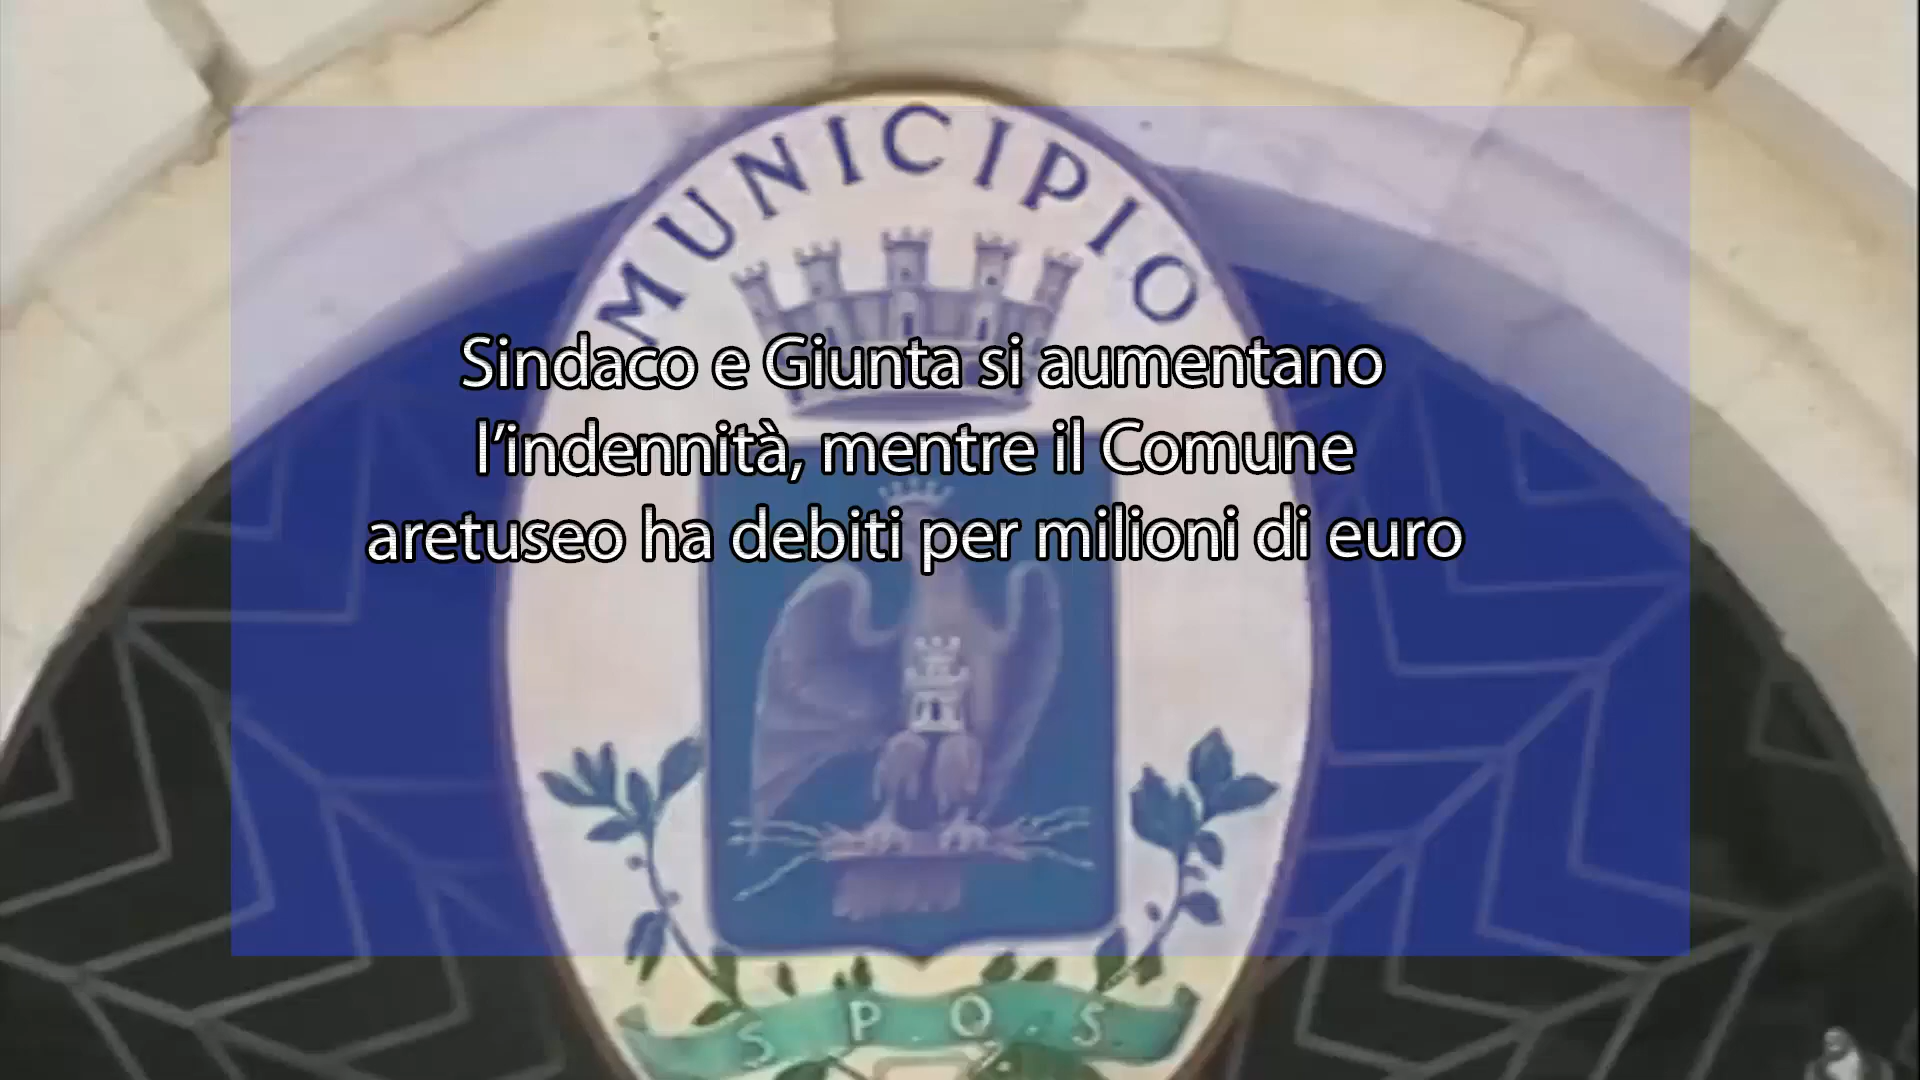 MUNICIPIO
Sindaco e Giunta si aumentano
l’indennità, mentre il Comune
aretuseo ha debiti per milioni di euro
S P Q S